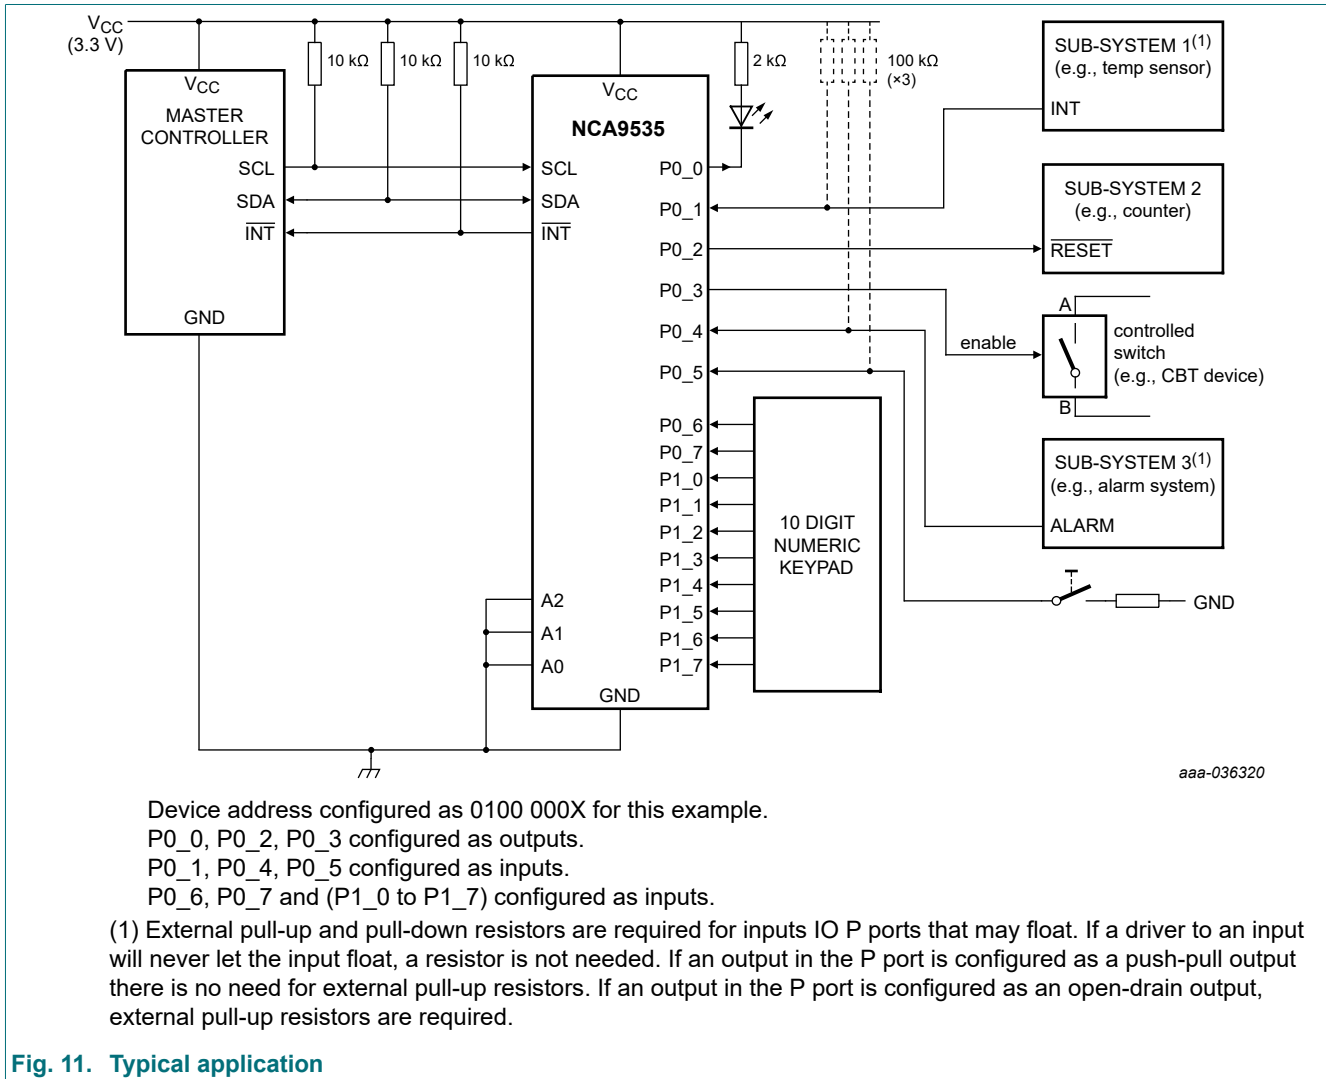 VCC
(3.3 V)
10 kΩ
10 kΩ
10 kΩ
2 kΩ
100 kΩ
(×3)
VCC
MASTER
CONTROLLER
SCL
SDA
INT
GND
VCC
NCA9535
SCL
SDA
INT
A2
A1
A0
GND
P0_0
P0_1
P0_2
P0_3
P0_4
P0_5
P0_6
P0_7
P1_0
P1_1
P1_2
P1_3
P1_4
P1_5
P1_6
P1_7
10 DIGIT
NUMERIC
KEYPAD
SUB-SYSTEM 1(1)
(e.g., temp sensor)
INT
SUB-SYSTEM 2
(e.g., counter)
RESET
A
enable
controlled
switch
(e.g., CBT device)
B
SUB-SYSTEM 3(1)
(e.g., alarm system)
ALARM
GND
aaa-036320
Device address configured as 0100 000X for this example.
P0_0, P0_2, P0_3 configured as outputs.
P0_1, P0_4, P0_5 configured as inputs.
P0_6, P0_7 and (P1_0 to P1_7) configured as inputs.
(1) External pull-up and pull-down resistors are required for inputs IO P ports that may float. If a driver to an input
will never let the input float, a resistor is not needed. If an output in the P port is configured as a push-pull output
there is no need for external pull-up resistors. If an output in the P port is configured as an open-drain output,
external pull-up resistors are required.
Fig. 11. Typical application